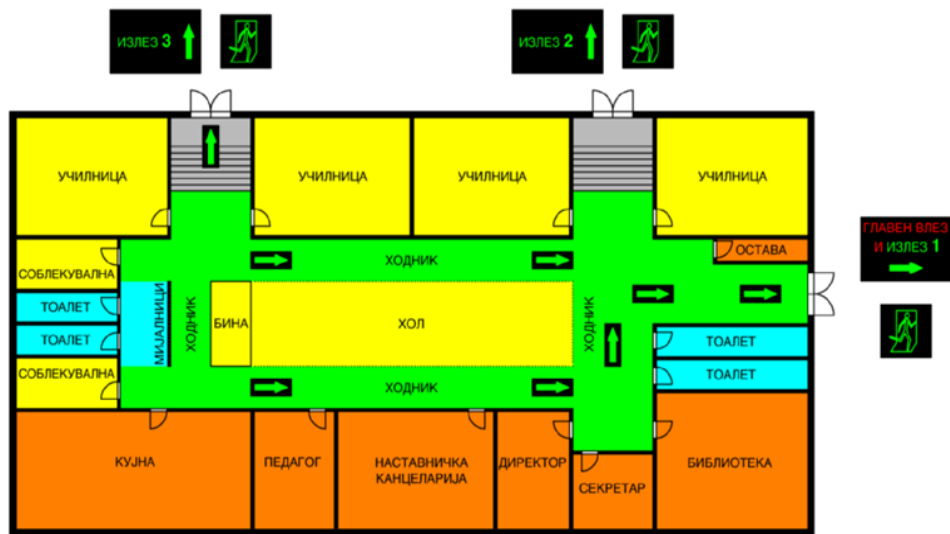 ИЗЛЕЗ 3
ИЗЛЕЗ 2
УЧИЛНИЦА
УЧИЛНИЦА
УЧИЛНИЦА
УЧИЛНИЦА
ГЛАВЕН ВЛЕЗ
И ИЗЛЕЗ 1
ОСТАВА
СОБЛЕКУВАЛНА
ХОДНИК
ТОАЛЕТ
ТОАЛЕТ
СОБЛЕКУВАЛНА
МИЈАЛНИЦИ
ХОДНИК
БИНА
ХОЛ
ХОДНИК
ТОАЛЕТ
ТОАЛЕТ
ХОДНИК
КУЈНА
ПЕДАГОГ
НАСТАВНИЧКА
КАНЦЕЛАРИЈА
ДИРЕКТОР
СЕКРЕТАР
БИБЛИОТЕКА